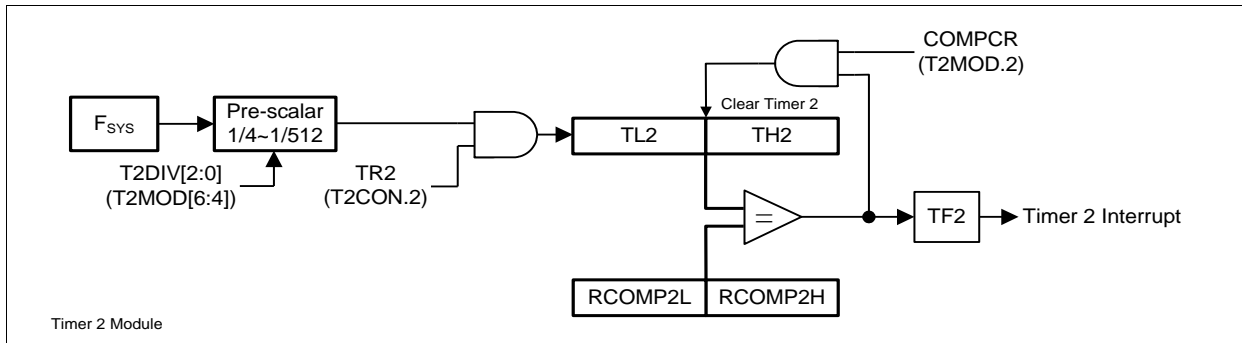 COMPCR
(T2MOD.2)
Clear Timer 2
FSYS
Pre-scalar
1/4~1/512
TL2
TH2
T2DIV[2:0]
(T2MOD[6:4])
TR2
(T2CON.2)
=
TF2
Timer 2 Interrupt
RCOMP2L
RCOMP2H
Timer 2 Module